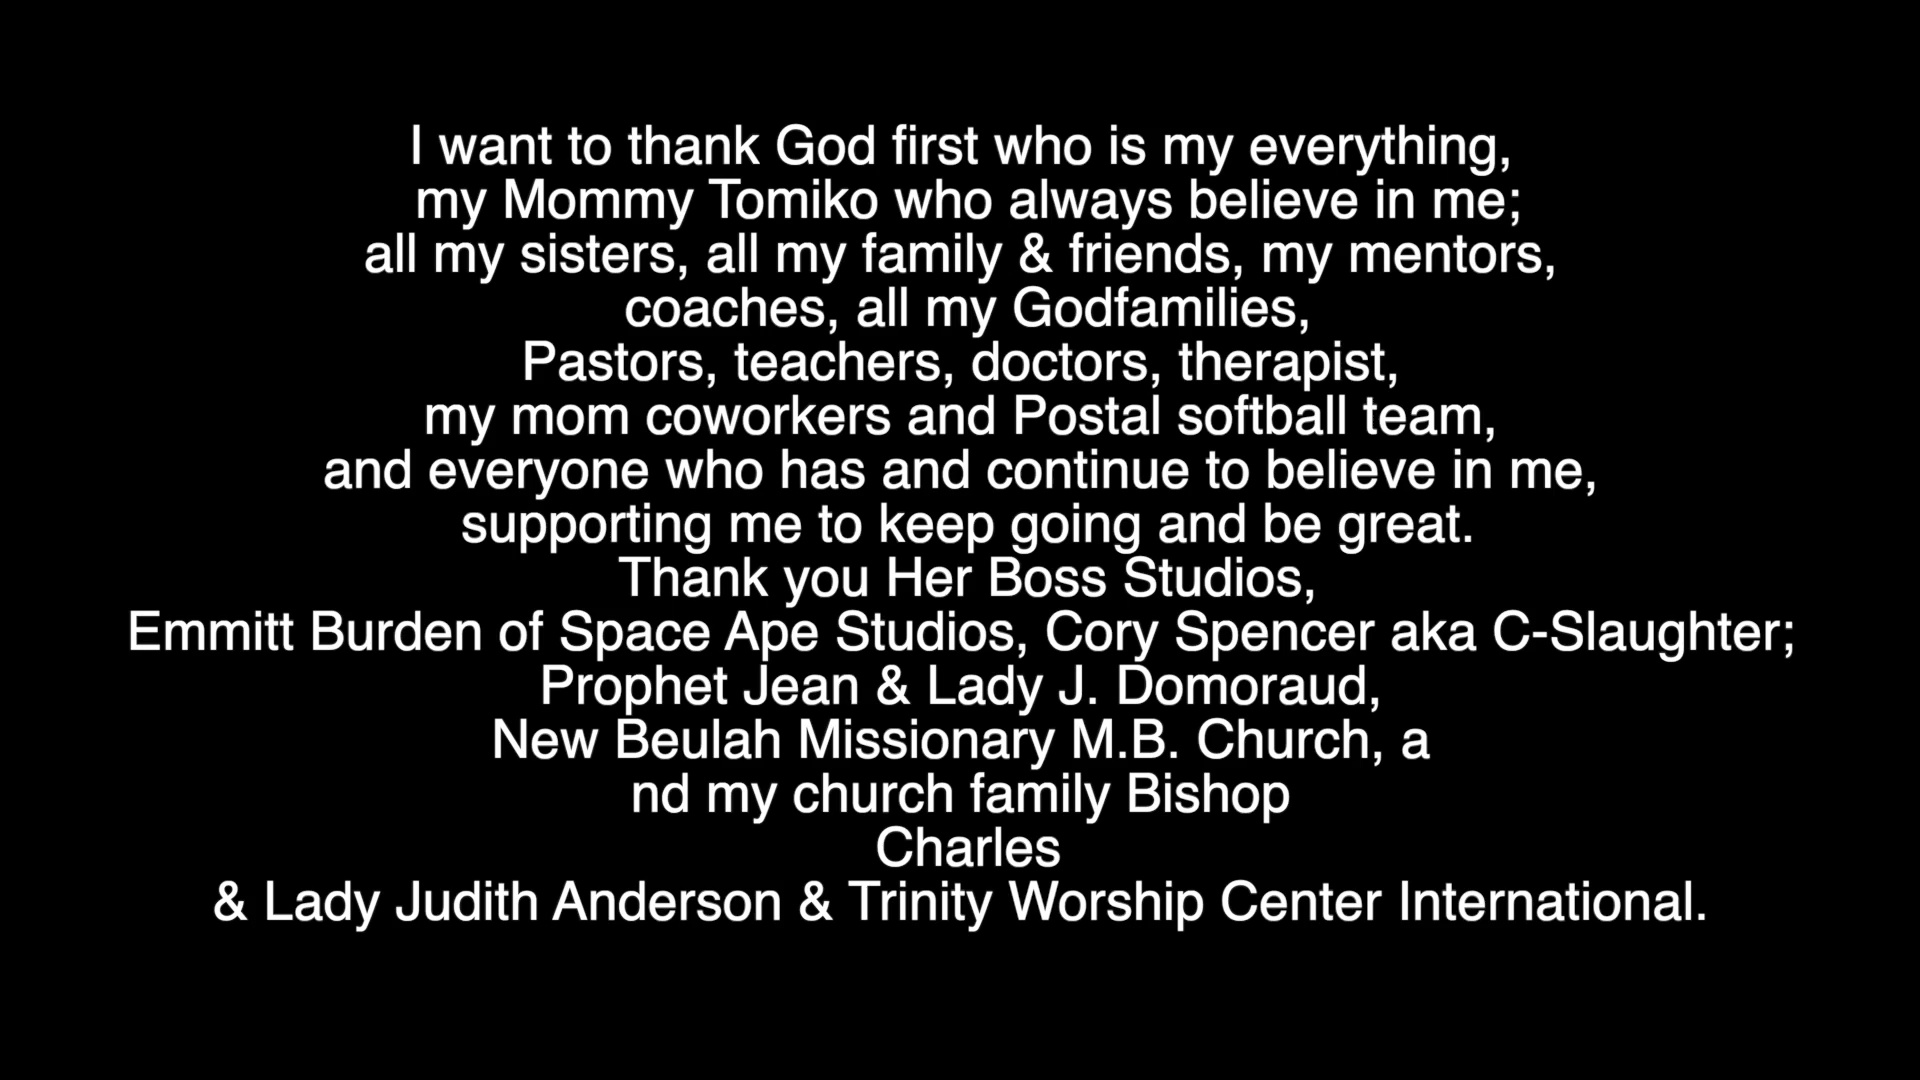 I want to thank God first who is my everything,
my Mommy Tomiko who always believe in me;
all my sisters, all my family & friends, my mentors,
coaches, all my Godfamilies,
Pastors, teachers, doctors, therapist,
my mom coworkers and Postal softball team,
and everyone who has and continue to believe in me,
supporting me to keep going and be great.
Thank you Her Boss Studios,
Emmitt Burden of Space Ape Studios, Cory Spencer aka C-Slaughter;
Prophet Jean & Lady J. Domoraud,
New Beulah Missionary M.B. Church, a
nd my church family Bishop
Charles
& Lady Judith Anderson & Trinity Worship Center International.